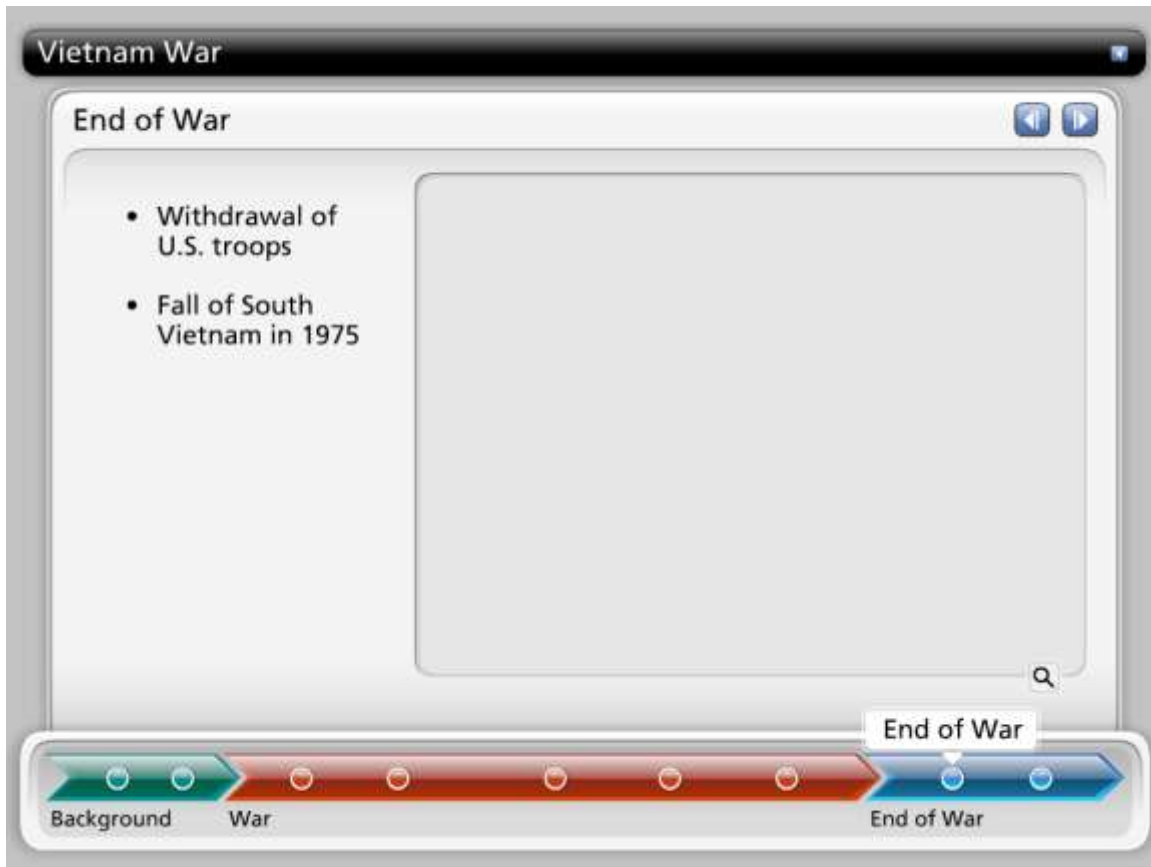 Vietnam War
End of War
• Withdrawal of
U.S. troops
• Fall of South
Vietnam in 1975
End of War
Background
War
End of War